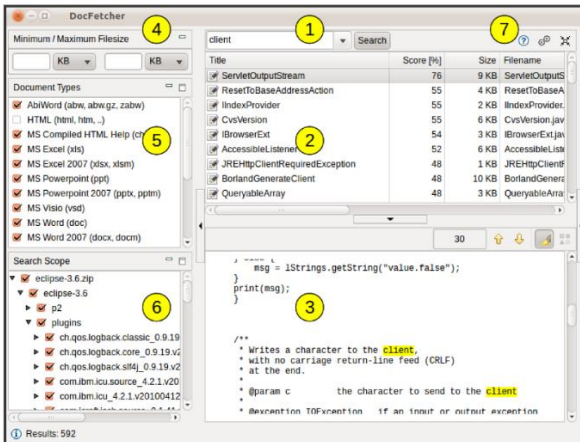 DocFetcher
Minimum / Maximum Filesize
4
KB
KB
Document Types
AbiWord (abw, abw.gz, zabw)
HTML (html, htm, ..)
MS Compiled HTML Help (ch
MS Excel (xls)
MS Excel 2007 (xlsx, xlsm)
MS Powerpoint (ppt)
MS Powerpoint 2007 (pptx, pptm)
MS Visio (vsd)
MS Word (doc)
MS Word 2007 (docx, docm)
5
Search Scope
eclipse-3.6.zip
eclipse-3.6
p2
plugins
ch.qos.logback.classic_0.9.19
ch.qos.logback.core_0.9.19.v2
ch.qos.logback.slf4j_0.9.19.v
com.ibm.icu.source_4.2.1.v20
com.ibm.icu_4.2.1.v20100412
6
client
Search
1
7
?
Title Score [%] Size Filename
ServletOutputStream 76 9 KB ServletOutputS
ResetToBaseAddressAction 55 4 KB ResetToBaseA
IIndexProvider 55 2 KB IIndexProvider.
CvsVersion 55 6 KB CvsVersion.jav
IBrowserExt 54 3 KB IBrowserExt.jav
AccessibleListener 52 6 KB AccessibleListe
JREHttpClientRequiredException 48 1 KB JREHttpClientR
BorlandGenerateClient 48 10 KB BorlandGenera
QueryableArray 48 3 KB QueryableArra
2
30
} else {
msg = lStrings.getString("value.false");
}
print(msg);
}
3
/**
* Writes a character to the client,
* with no carriage return-line feed (CRLF)
* at the end.
*
* @param c the character to send to the client
*
* @exception IOException if an input or output exception
Results: 592